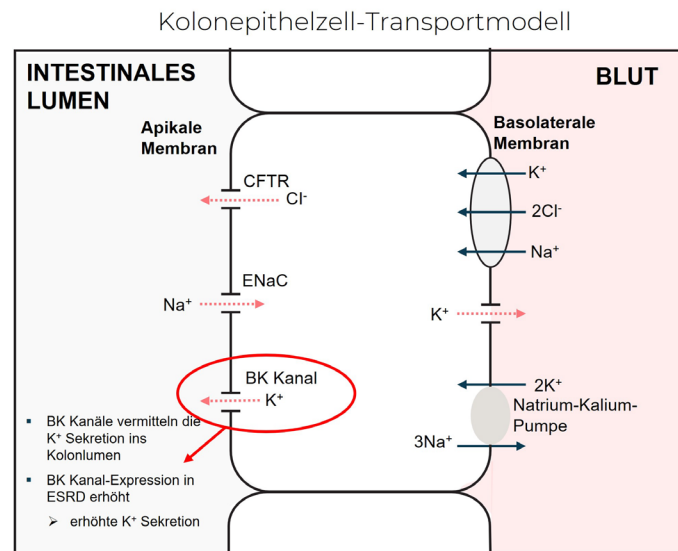 Kolonepithelzell-Transportmodell
INTESTINALES
LUMEN
BLUT
Apikale
Membran
Basolaterale
Membran
CFTR
Cl⁻
K⁺
2Cl⁻
Na⁺
ENaC
Na⁺
K⁺
BK Kanal
K⁺
2K⁺
Natrium-Kalium-
Pumpe
3Na⁺
▪ BK Kanäle vermitteln die
K⁺ Sekretion ins
Kolonlumen
▪ BK Kanal-Expression in
ESRD erhöht
➢ erhöhte K⁺ Sekretion